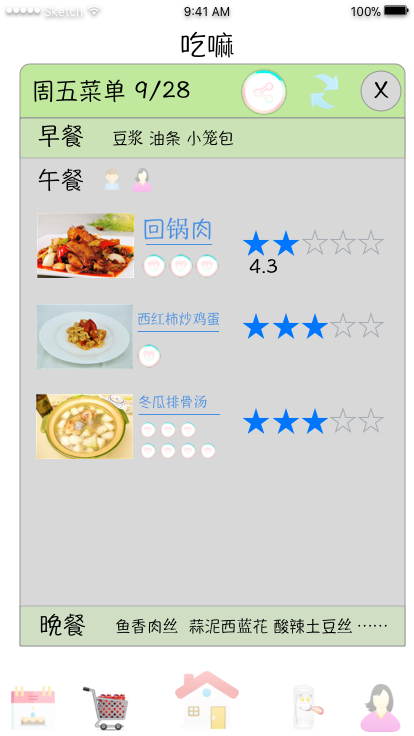 Sketch 9:41 AM 100%
吃嘛
周五菜单 9/28 X
早餐 豆浆 油条 小笼包
午餐
回锅肉
4.3
西红柿炒鸡蛋
冬瓜排骨汤
晚餐 鱼香肉丝 蒜泥西蓝花 酸辣土豆丝 ……